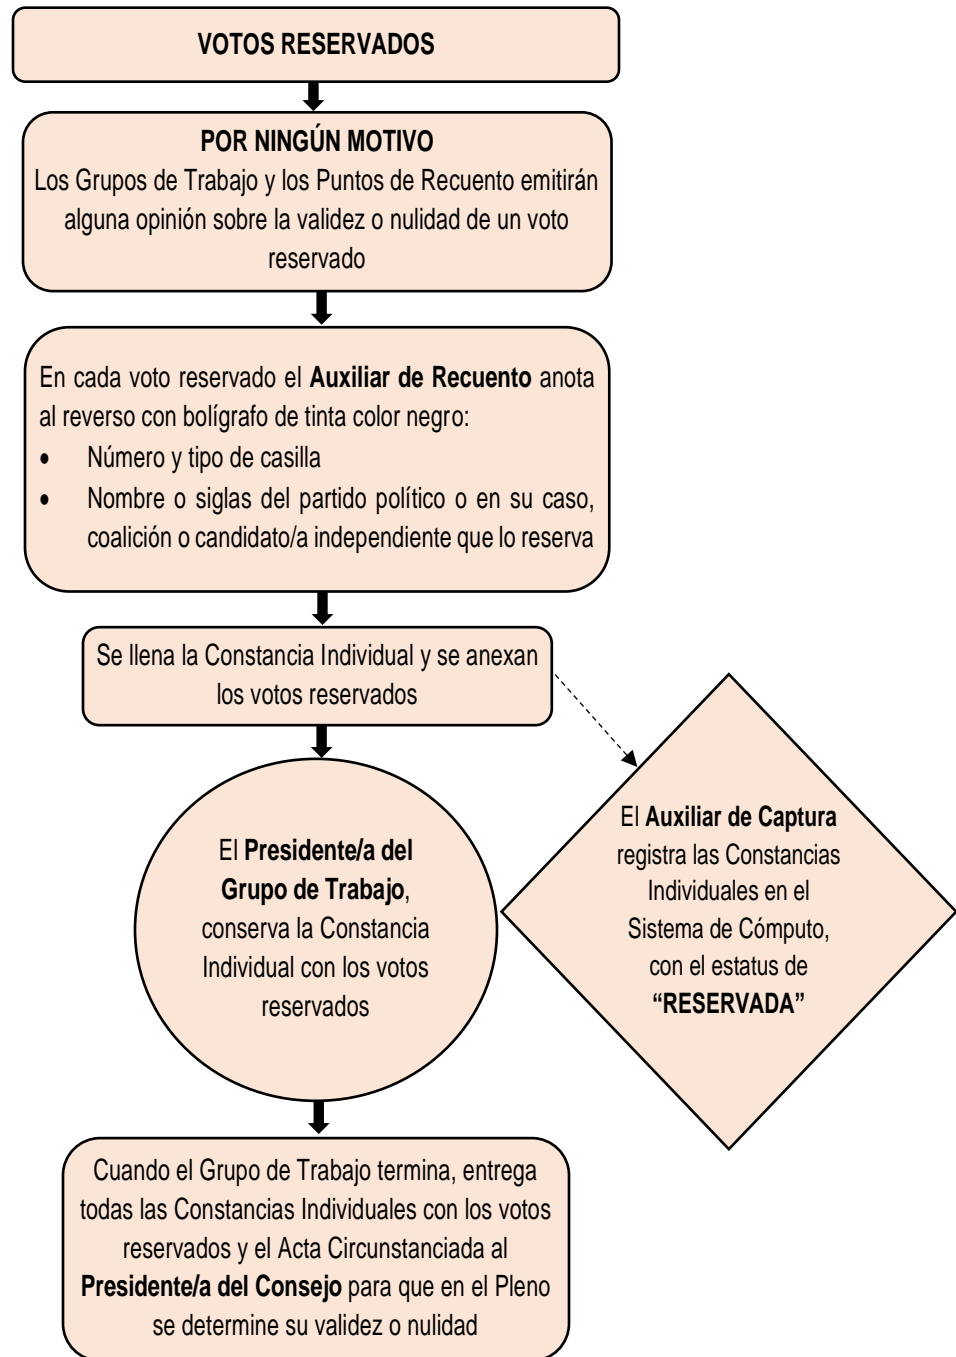 VOTOS RESERVADOS
POR NINGÚN MOTIVO
Los Grupos de Trabajo y los Puntos de Recuento emitirán
alguna opinión sobre la validez o nulidad de un voto
reservado
En cada voto reservado el Auxiliar de Recuento anota
al reverso con bolígrafo de tinta color negro:
• Número y tipo de casilla
• Nombre o siglas del partido político o en su caso,
coalición o candidato/a independiente que lo reserva
Se llena la Constancia Individual y se anexan
los votos reservados
El Presidente/a del
Grupo de Trabajo,
conserva la Constancia
Individual con los votos
reservados
El Auxiliar de Captura
registra las Constancias
Individuales en el
Sistema de Cómputo,
con el estatus de
“RESERVADA”
Cuando el Grupo de Trabajo termina, entrega
todas las Constancias Individuales con los votos
reservados y el Acta Circunstanciada al
Presidente/a del Consejo para que en el Pleno
se determine su validez o nulidad